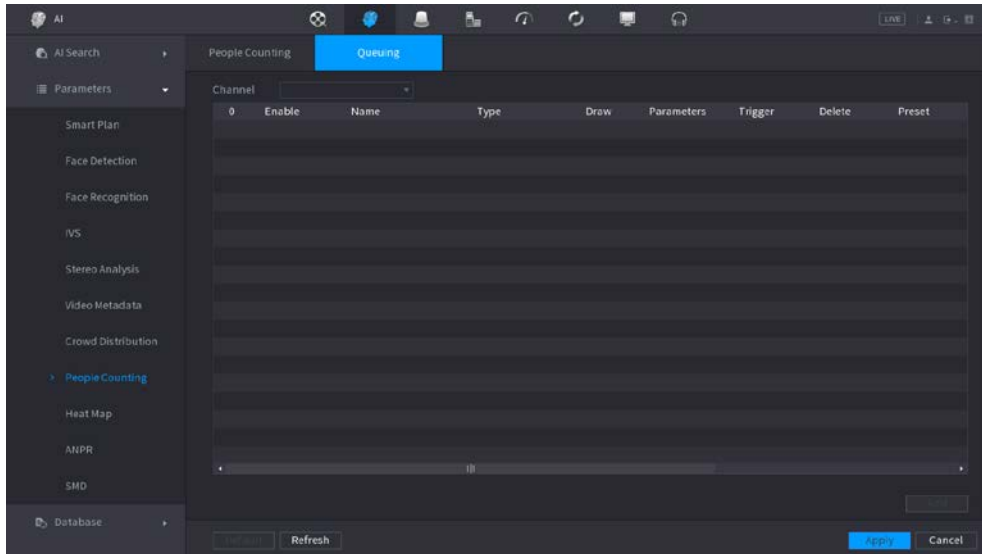 AI
LIVE
AI Search
People Counting Queuing
Parameters
Channel
0 Enable Name Type Draw Parameters Trigger Delete Preset
Smart Plan
Face Detection
Face Recognition
IVS
Stereo Analysis
Video Metadata
Crowd Distribution
People Counting
Heat Map
ANPR
SMD
Database
Refresh Apply Cancel